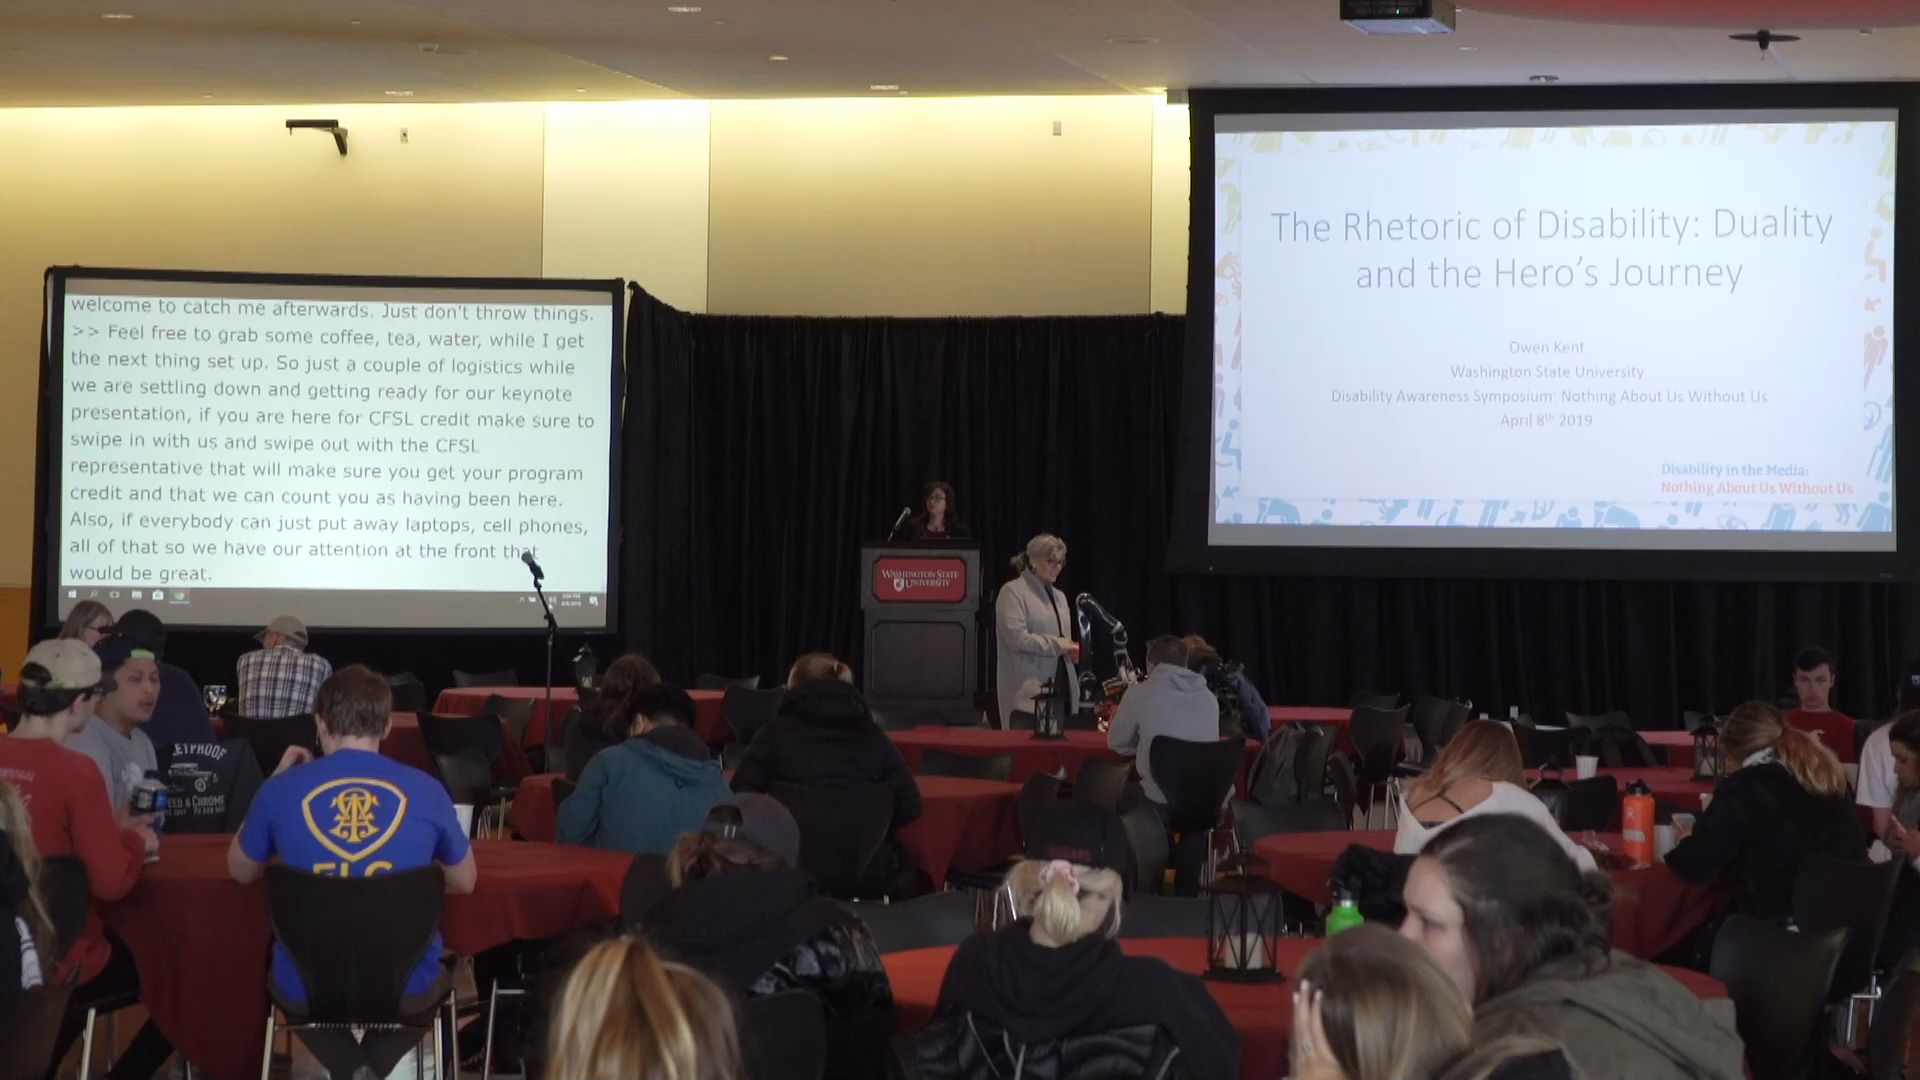 welcome to catch me afterwards. Just don't throw things.
>> Feel free to grab some coffee, tea, water, while I get
the next thing set up. So just a couple of logistics while
we are settling down and getting ready for our keynote
presentation, if you are here for CFSL credit make sure to
swipe in with us and swipe out with the CFSL
representative that will make sure you get your program
credit and that we can count you as having been here.
Also, if everybody can just put away laptops, cell phones,
all of that so we have our attention at the front that
would be great.
The Rhetoric of Disability: Duality
and the Hero's Journey
Owen Kent
Washington State University
Disability Awareness Symposium: Nothing About Us Without Us
April 8th 2019
Disability in the Media:
Nothing About Us Without Us
WASHINGTON STATE
UNIVERSITY
FLC